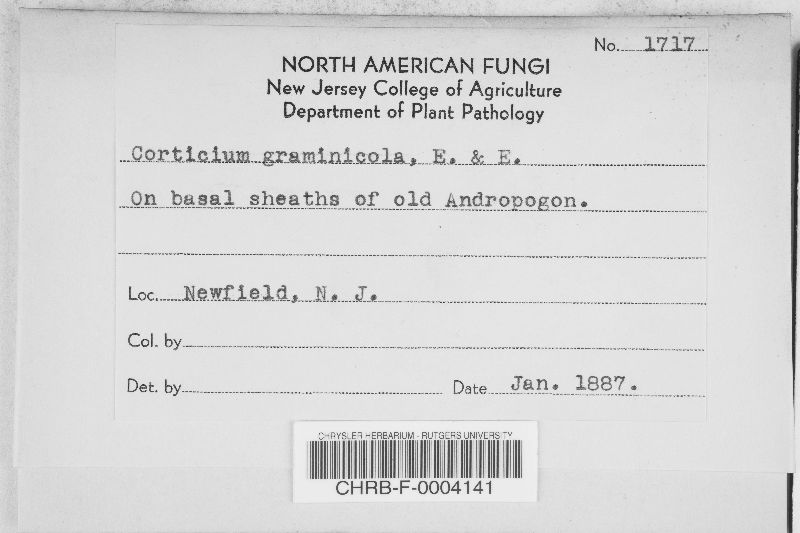 No. 1717
NORTH AMERICAN FUNGI
New Jersey College of Agriculture
Department of Plant Pathology
Corticium graminicola, E. & E.
On basal sheaths of old Andropogon.
Loc. Newfield, N. J.
Col. by
Det. by Date Jan. 1887.
CHRYSLER HERBARIUM - RUTGERS UNIVERSITY
CHRB-F-0004141